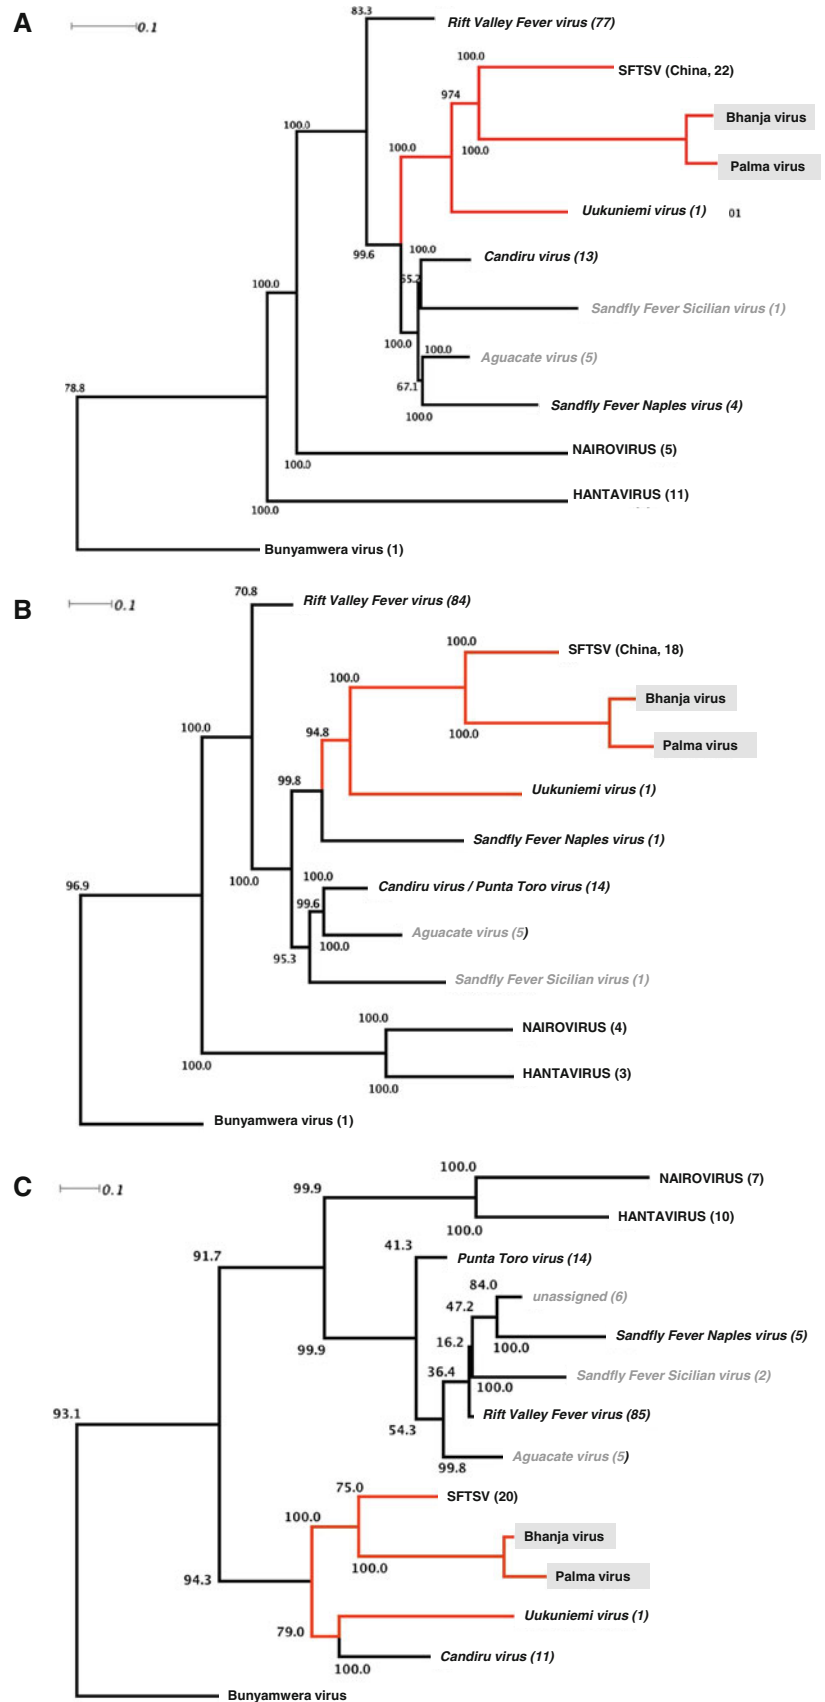 A
0.1
83.3
Rift Valley Fever virus (77)
100.0
SFTSV (China, 22)
974
Bhanja virus
100.0
100.0
100.0
Palma virus
Uukuniemi virus (1) 01
99.6
100.0
Candiru virus (13)
55.2
100.0
Sandfly Fever Sicilian virus (1)
100.0
100.0
Aguacate virus (5)
67.1
78.8
Sandfly Fever Naples virus (4)
100.0
NAIROVIRUS (5)
100.0
HANTAVIRUS (11)
100.0
Bunyamwera virus (1)
B
0.1
70.8
Rift Valley Fever virus (84)
100.0
SFTSV (China, 18)
100.0
Bhanja virus
100.0
94.8
100.0
Palma virus
99.8
Uukuniemi virus (1)
Sandfly Fever Naples virus (1)
96.9
100.0
100.0
Candiru virus / Punta Toro virus (14)
99.6
Aguacate virus (5)
100.0
95.3
Sandfly Fever Sicilian virus (1)
100.0
NAIROVIRUS (4)
100.0
HANTAVIRUS (3)
100.0
Bunyamwera virus (1)
C
0.1
100.0
NAIROVIRUS (7)
99.9
HANTAVIRUS (10)
100.0
91.7
41.3
Punta Toro virus (14)
84.0
unassigned (6)
47.2
Sandfly Fever Naples virus (5)
99.9
16.2
100.0
36.4
Sandfly Fever Sicilian virus (2)
100.0
93.1
Rift Valley Fever virus (85)
54.3
Aguacate virus (5)
99.8
75.0
SFTSV (20)
100.0
Bhanja virus
100.0
94.3
Palma virus
Uukuniemi virus (1)
79.0
Candiru virus (11)
100.0
Bunyamwera virus